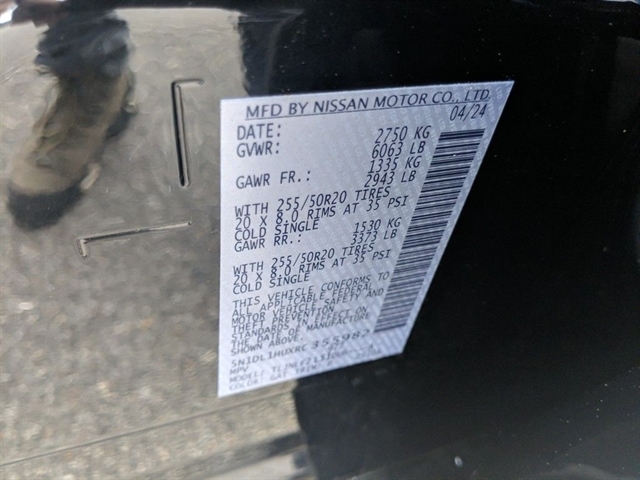 MFD BY NISSAN MOTOR CO., LTD
DATE: 04/24
GVWR: 2750 KG
6063 LB
GAWR FR.: 1335 KG
2943 LB
WITH 255/50R20 TIRES
20 X 8.0 RIMS AT 35 PSI
COLD SINGLE
GAWR RR.: 1530 KG
3373 LB
WITH 255/50R20 TIRES
20 X 8.0 RIMS AT 35 PSI
COLD SINGLE
THIS VEHICLE CONFORMS TO
ALL APPLICABLE FEDERAL
MOTOR VEHICLE SAFETY AND
THEFT PREVENTION
STANDARDS IN EFFECT ON
THE DATE OF MANUFACTURE
SHOWN ABOVE.
5N1DL1HUXRC355982
MPV
MODEL:
COLOR: TRIM: